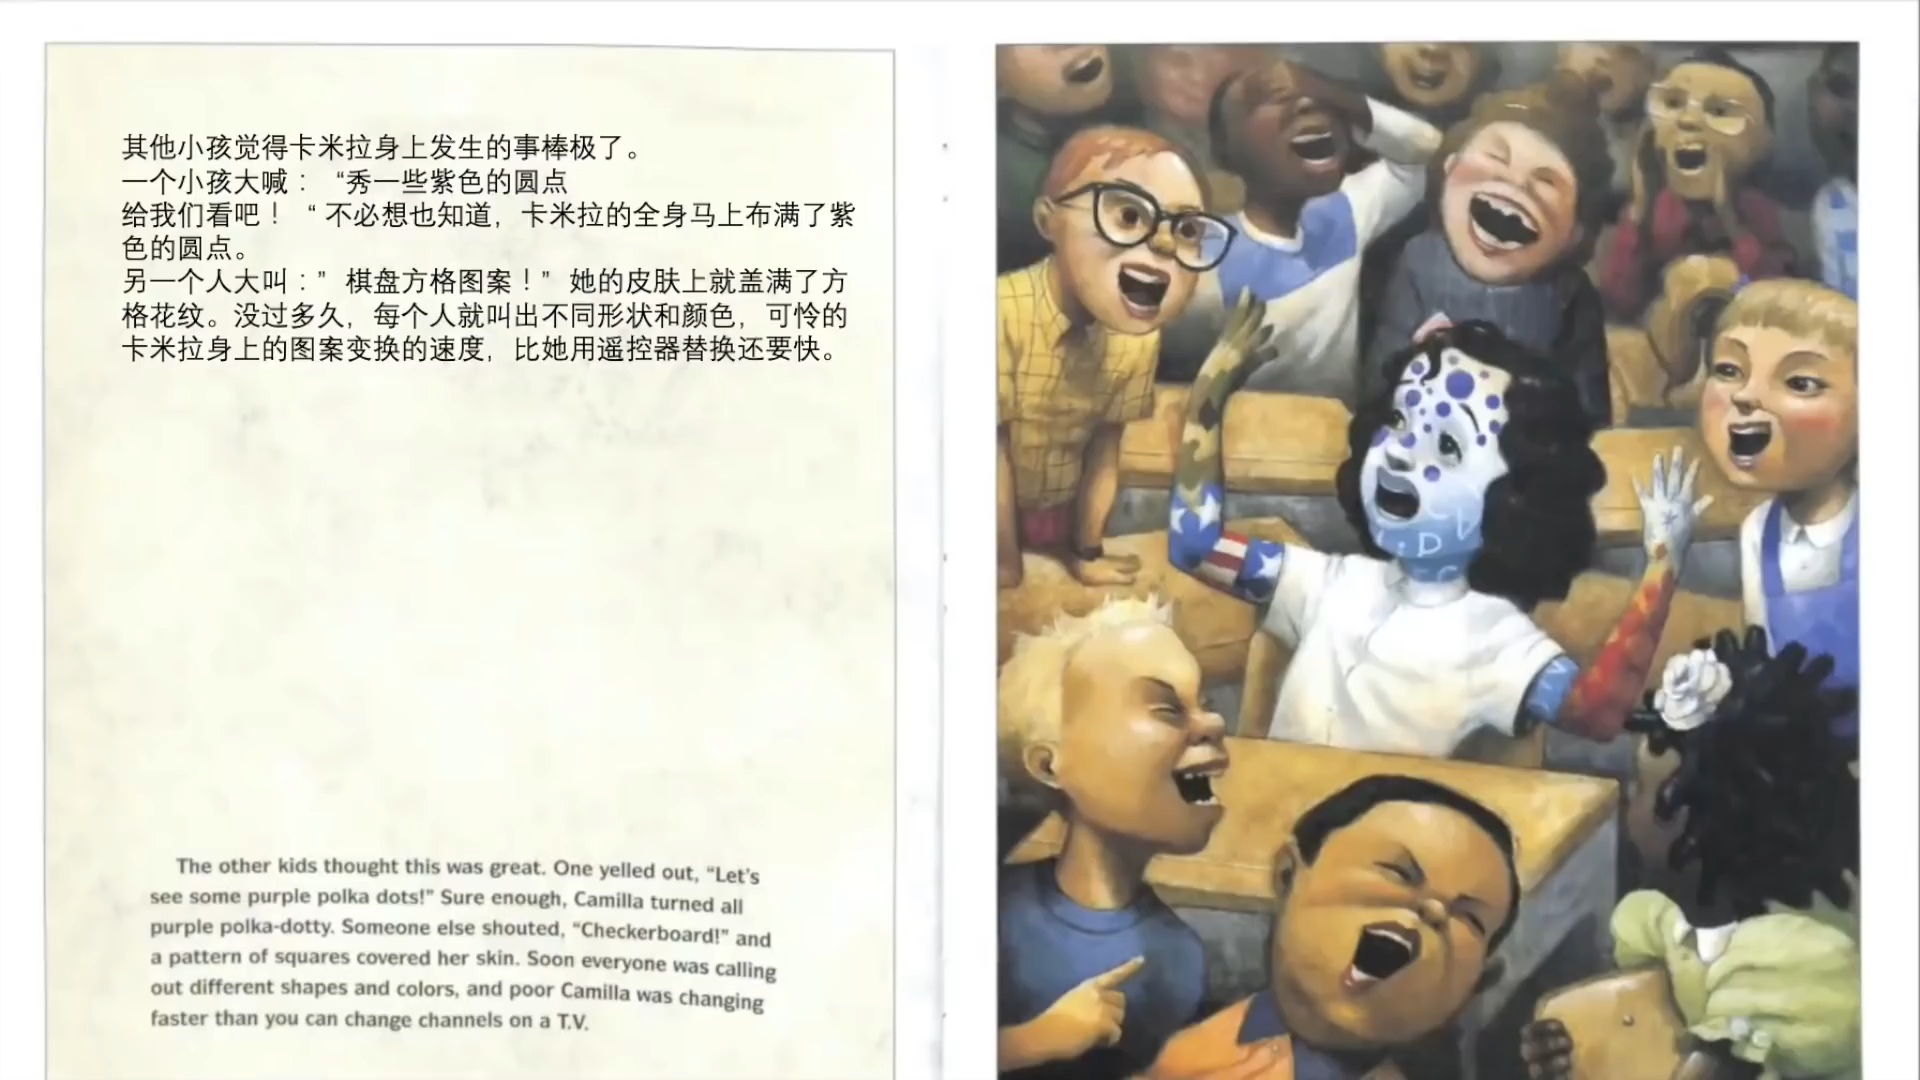 其他小孩觉得卡米拉身上发生的事棒极了。
一个小孩大喊： “秀一些紫色的圆点
给我们看吧！ “ 不必想也知道，卡米拉的全身马上布满了紫
色的圆点。
另一个人大叫：” 棋盘方格图案！” 她的皮肤上就盖满了方
格花纹。没过多久，每个人就叫出不同形状和颜色，可怜的
卡米拉身上的图案变换的速度，比她用遥控器替换还要快。
The other kids thought this was great. One yelled out, “Let’s
see some purple polka dots!” Sure enough, Camilla turned all
purple polka-dotty. Someone else shouted, “Checkerboard!” and
a pattern of squares covered her skin. Soon everyone was calling
out different shapes and colors, and poor Camilla was changing
faster than you can change channels on a T.V.